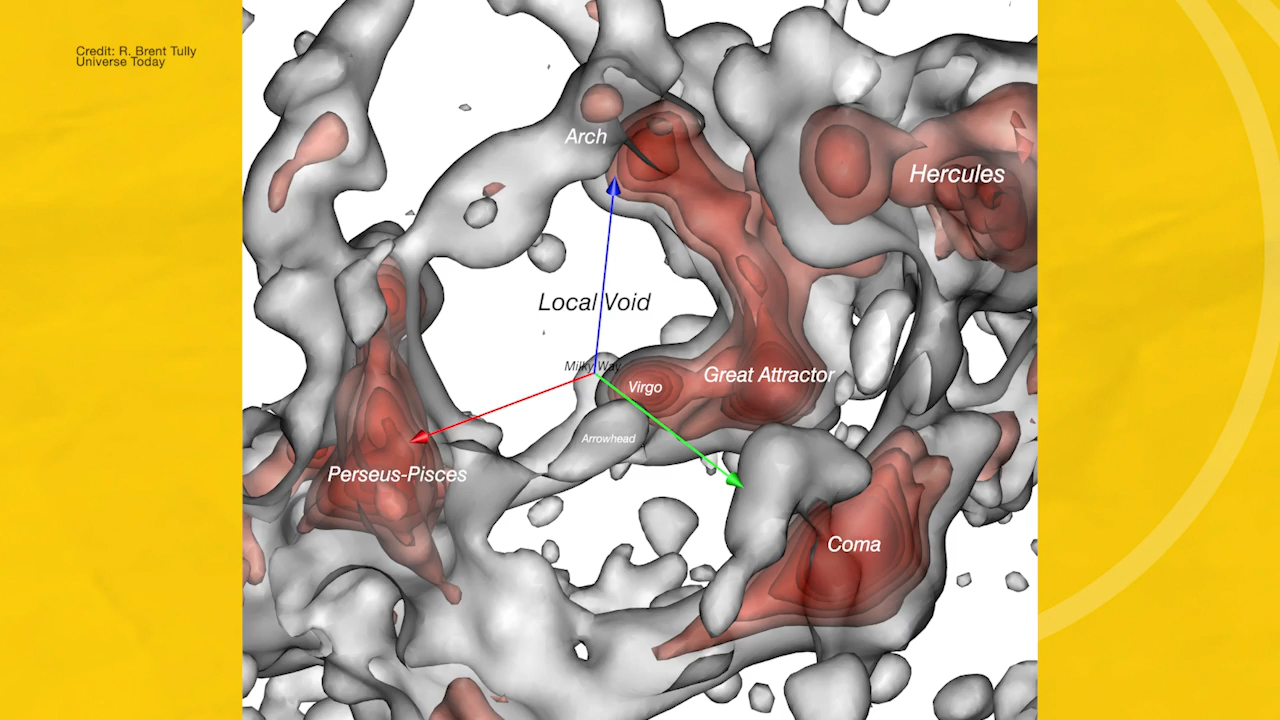 Credit: R. Brent Tully
Universe Today
Arch
Hercules
Local Void
Milky Way
Virgo
Great Attractor
Arrowhead
Perseus-Pisces
Coma